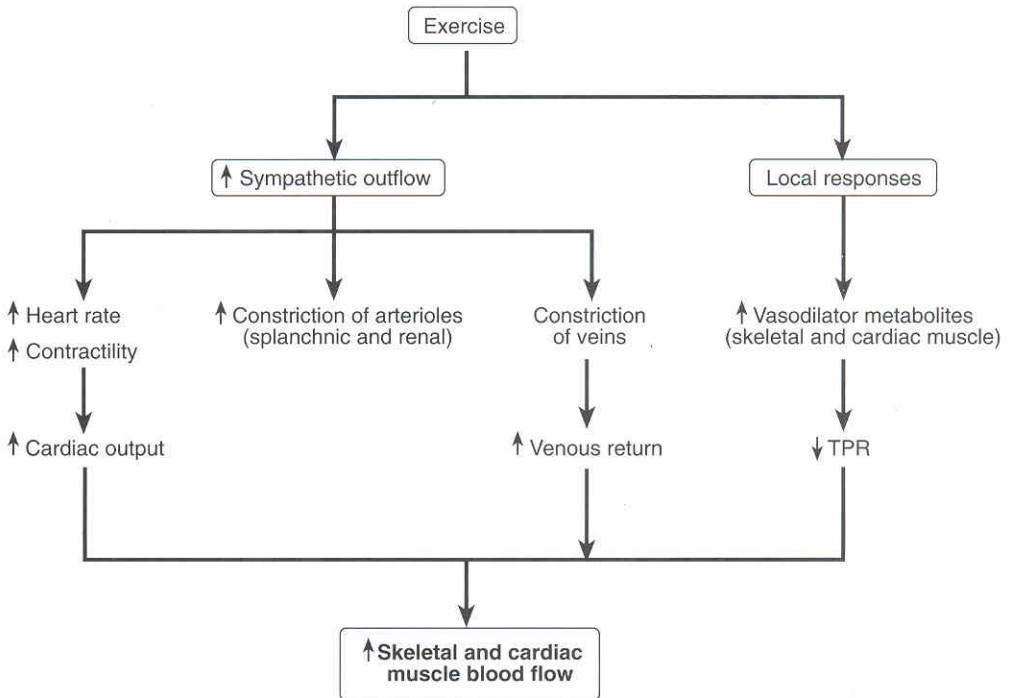 Exercise
↑ Sympathetic outflow
Local responses
↑ Heart rate
↑ Contractility
↑ Constriction of arterioles
(splanchnic and renal)
Constriction
of veins
↑ Vasodilator metabolites
(skeletal and cardiac muscle)
↑ Cardiac output
↑ Venous return
↓ TPR
↑ Skeletal and cardiac
muscle blood flow